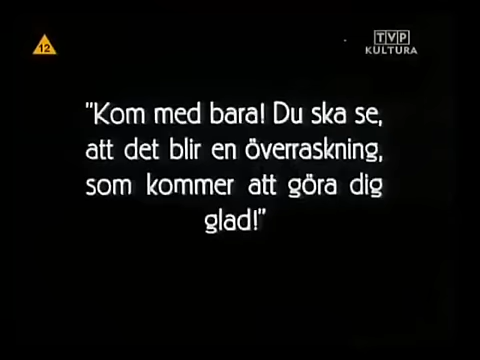 12
TVP
KULTURA
"Kom med bara! Du ska se,
att det blir en överraskning,
som kommer att göra dig
glad!"